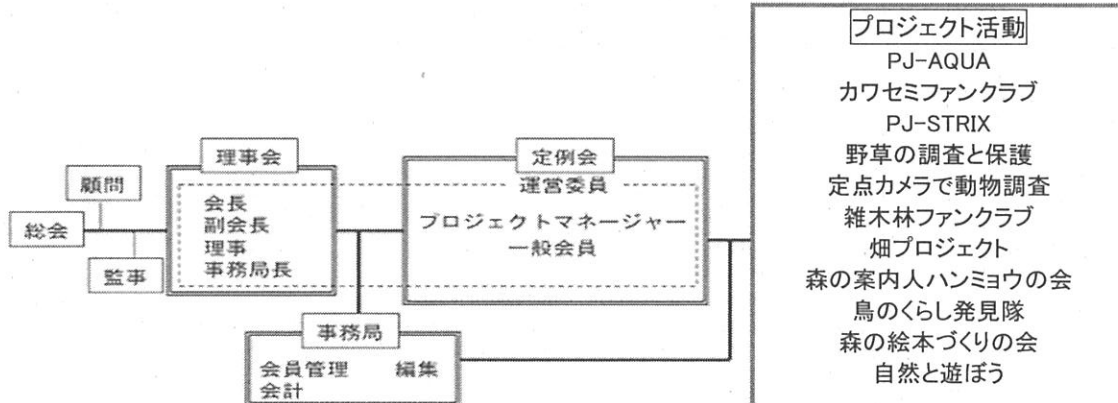 総会
顧問
監事
理事会
会長
副会長
理事
事務局長
定例会
運営委員
プロジェクトマネージャー
一般会員
事務局
会員管理 編集
会計
プロジェクト活動
PJ-AQUA
カワセミファンクラブ
PJ-STRIX
野草の調査と保護
定点カメラで動物調査
雑木林ファンクラブ
畑プロジェクト
森の案内人ハンミョウの会
鳥のくらし発見隊
森の絵本づくりの会
自然と遊ぼう